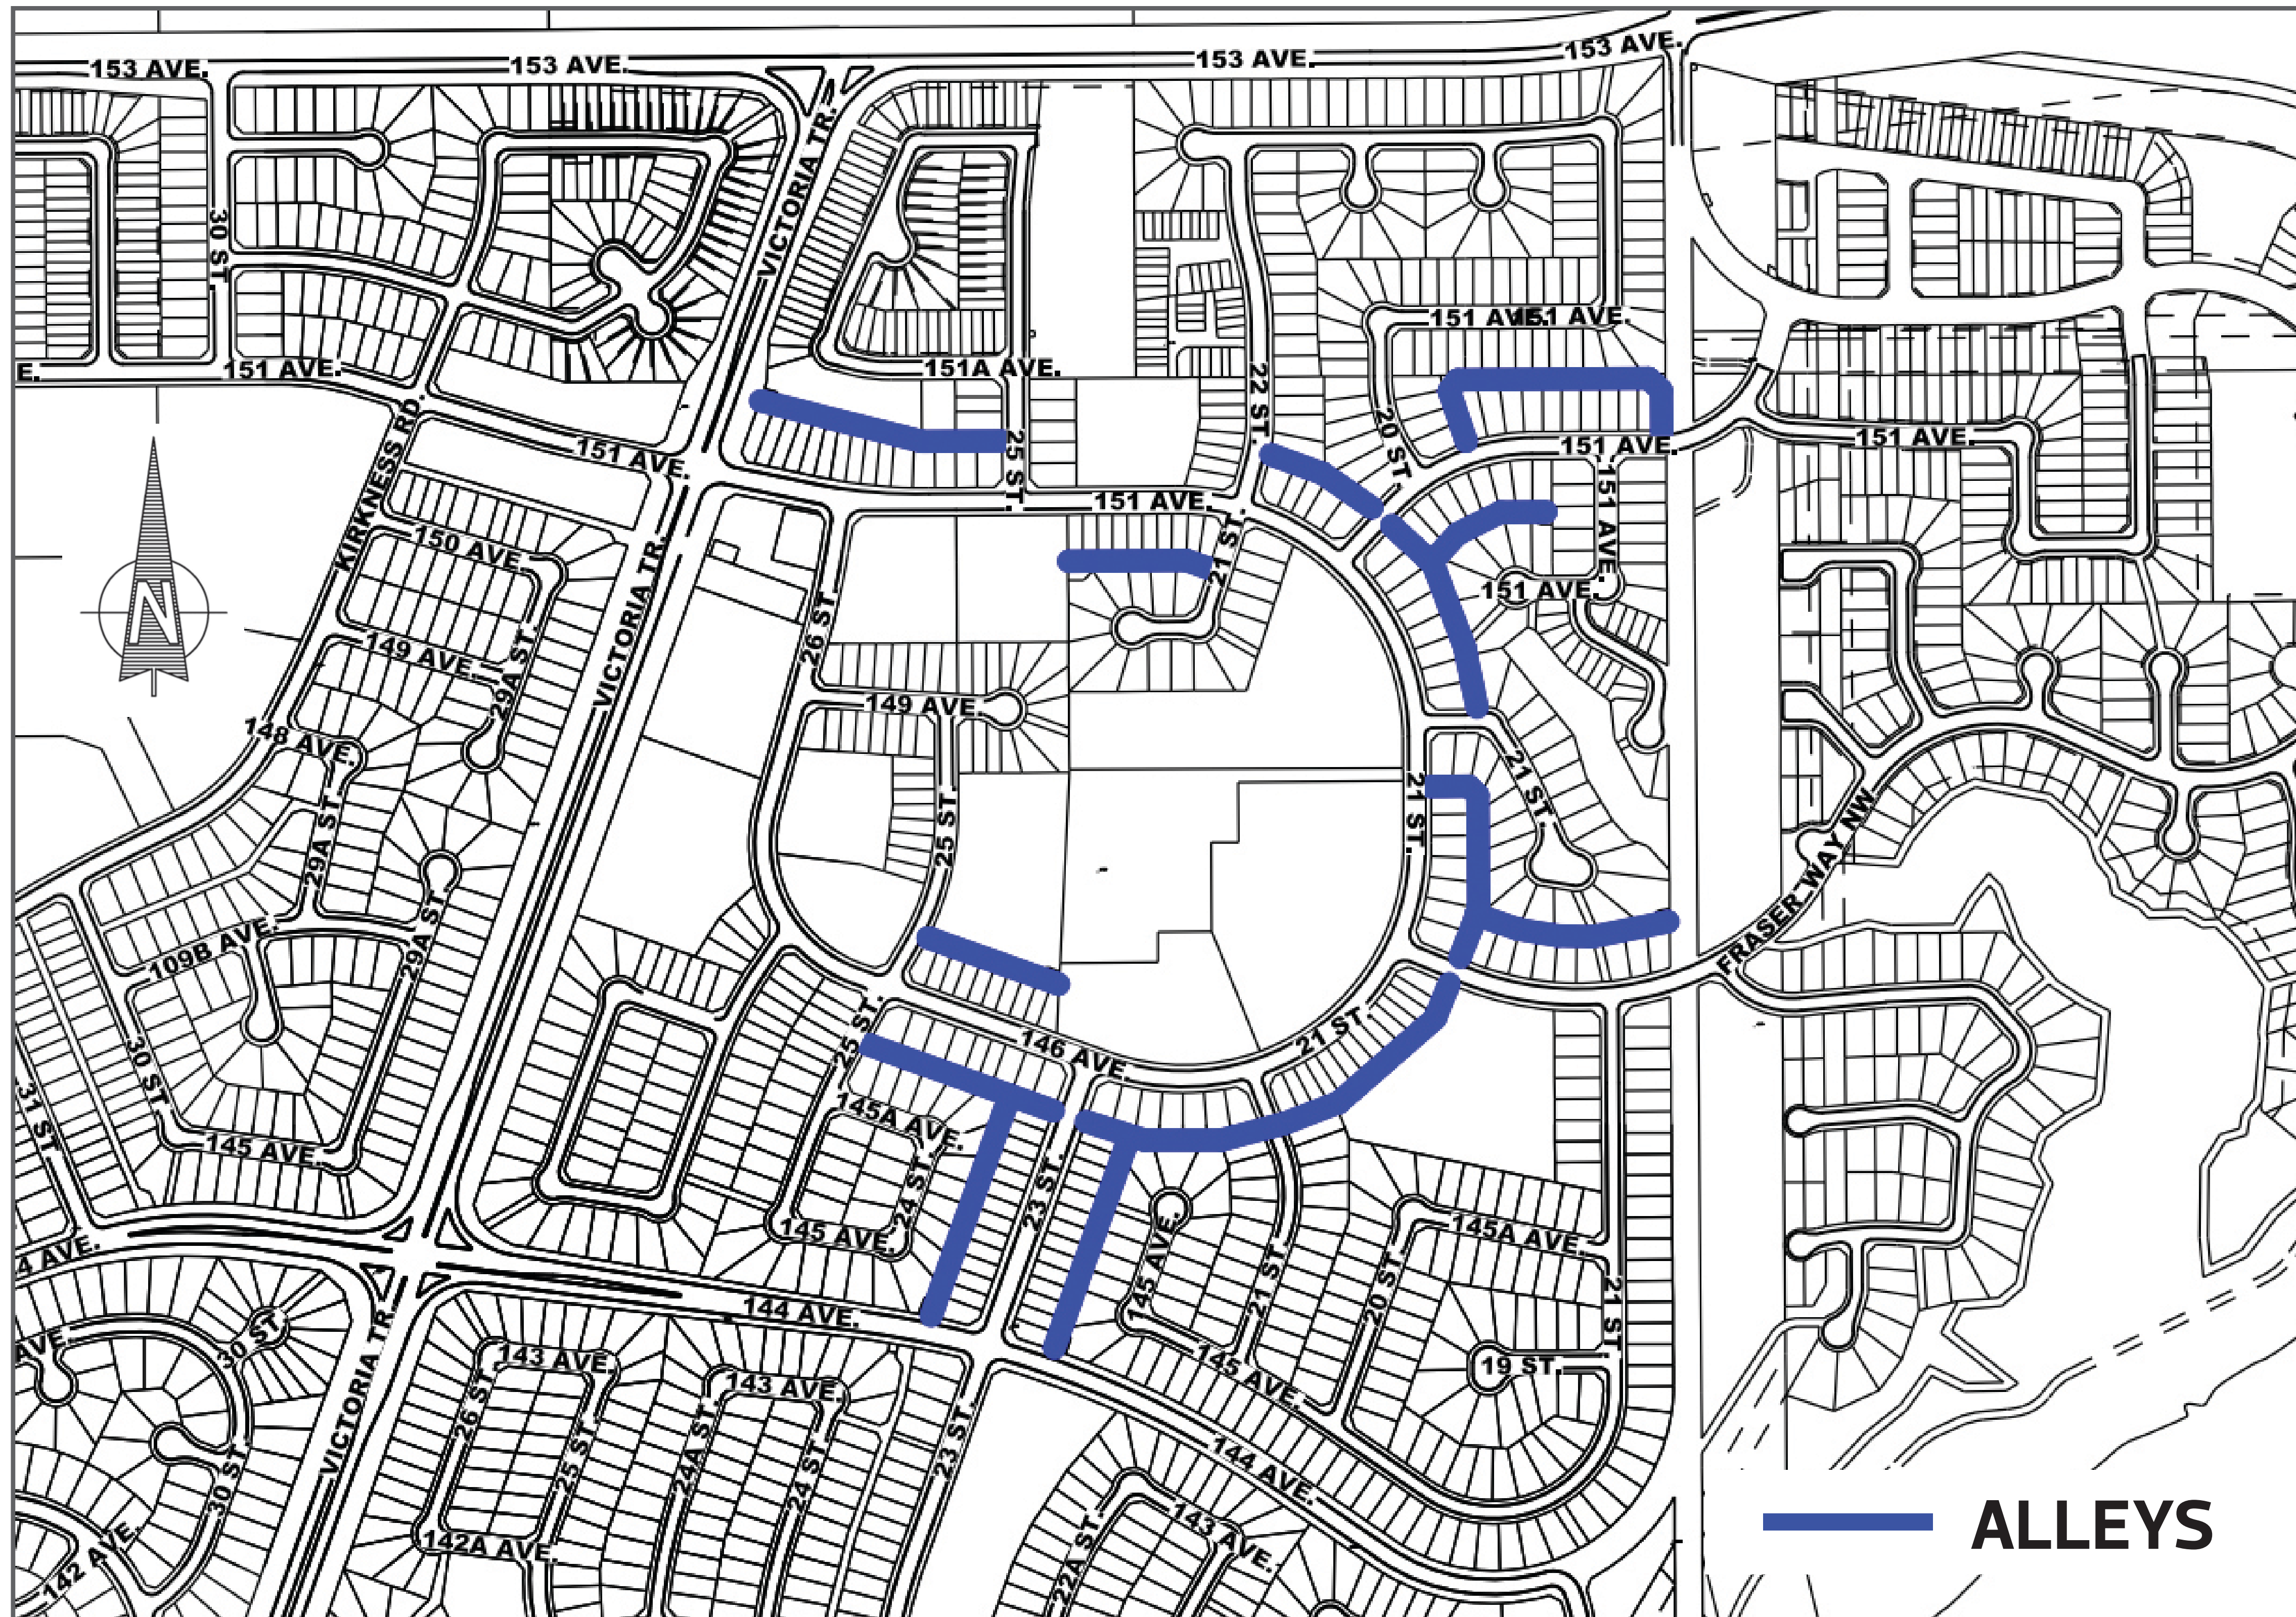 153 AVE.
153 AVE.
153 AVE.
153 AVE.
VICTORIA TR.
30 ST.
151 AVE.
151 AVE.
E.
151 AVE.
151A AVE.
22 ST.
KIRKNESS RD.
20 ST.
151 AVE.
151 AVE.
151 AVE.
25 ST.
151 AVE.
151 AVE.
21 ST.
150 AVE.
VICTORIA TR.
26 ST.
151 AVE.
149 AVE.
29A ST.
149 AVE.
148 AVE.
21 ST.
21 ST.
29A ST.
25 ST.
FRASER WAY NW
29A ST.
109B AVE.
25 ST.
146 AVE.
21 ST.
30 ST.
31 ST
145A AVE.
145 AVE.
24 ST.
23 ST.
145 AVE.
145 AVE.
21 ST.
20 ST.
145A AVE.
4 AVE.
144 AVE.
21 ST.
30 ST.
AVE.
VICTORIA TR.
143 AVE.
143 AVE.
145 AVE.
19 ST.
26 ST.
25 ST.
24A ST.
24 ST.
23 ST.
144 AVE.
30 ST.
142A AVE.
142 AVE.
22A ST.
143 AVE.
N
ALLEYS